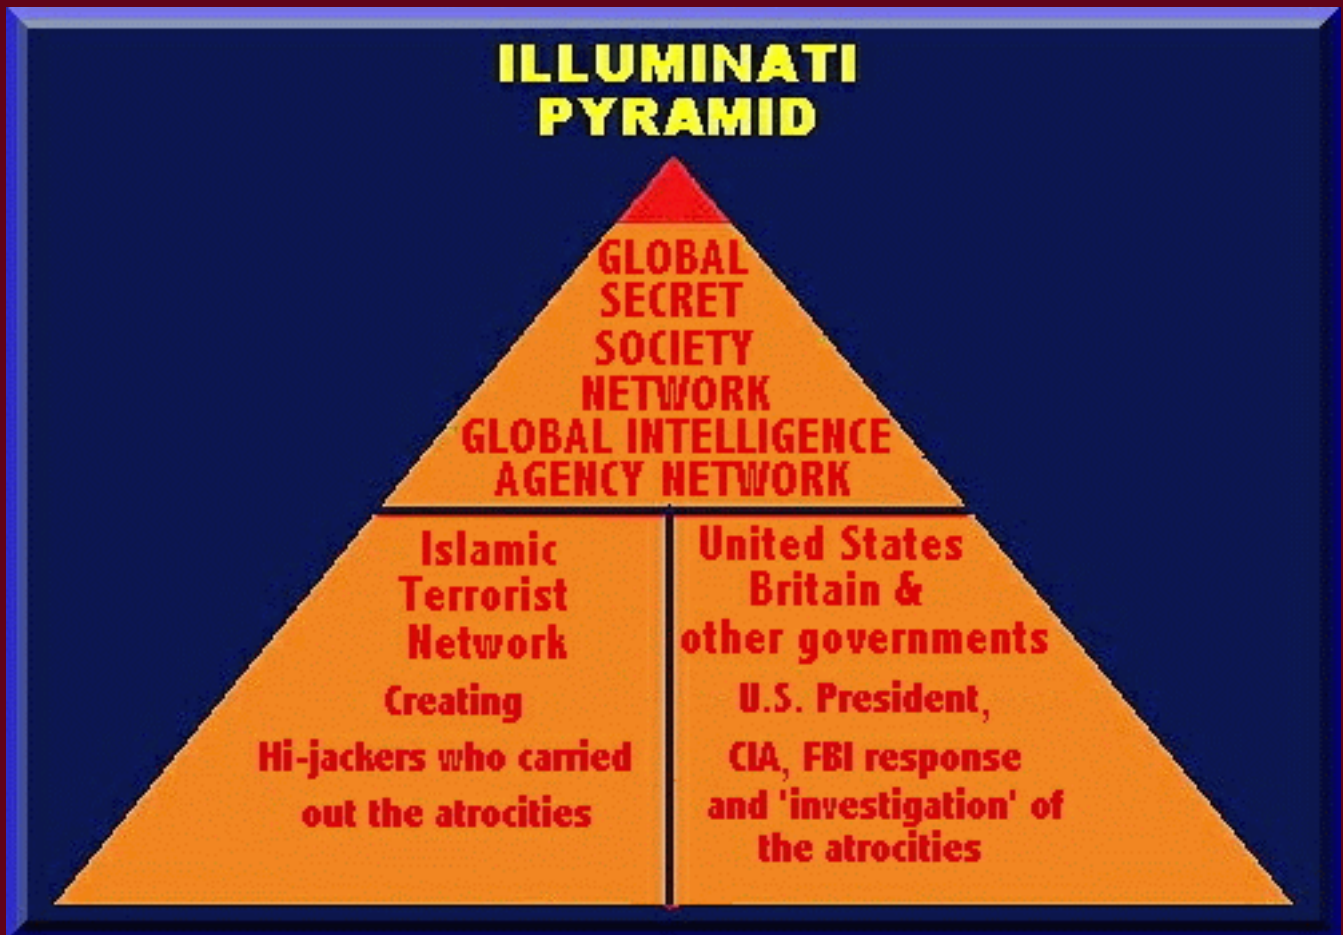 ILLUMINATI
PYRAMID
GLOBAL
SECRET
SOCIETY
NETWORK
GLOBAL INTELLIGENCE
AGENCY NETWORK
Islamic
Terrorist
Network
Creating
Hi-jackers who carried
out the atrocities
United States
Britain &
other governments
U.S. President,
CIA, FBI response
and 'investigation' of
the atrocities